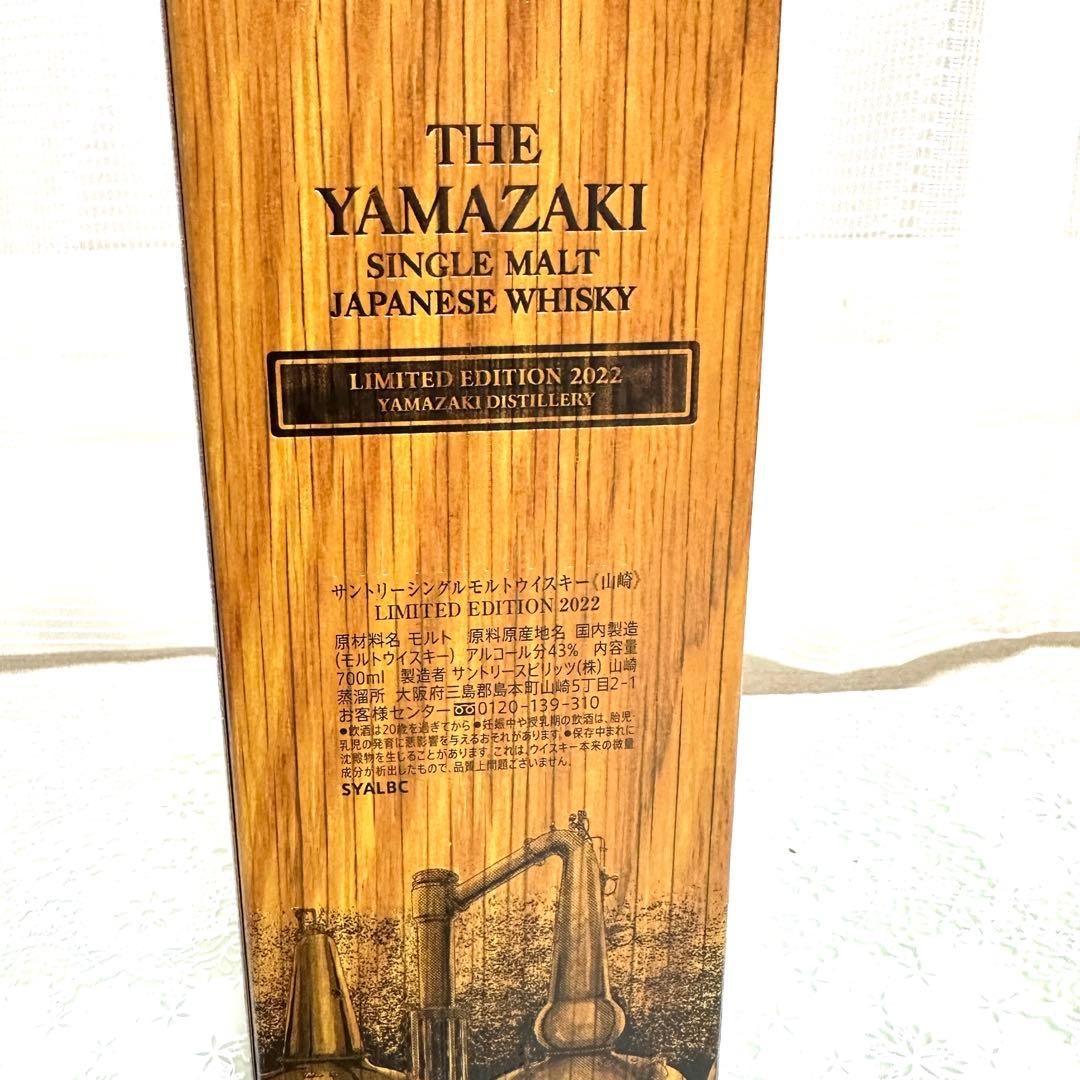 THE
YAMAZAKI
SINGLE MALT
JAPANESE WHISKY
LIMITED EDITION 2022
YAMAZAKI DISTILLERY
サントリーシングルモルトウイスキー《山崎》
LIMITED EDITION 2022
原材料名 モルト 原料原産地名 国内製造
(モルトウイスキー) アルコール分43% 内容量
700ml 製造者 サントリースピリッツ(株) 山崎
蒸溜所 大阪府三島郡島本町山崎5丁目2-1
お客様センター 0120-139-310
●飲酒は20歳を過ぎてから●妊娠中や授乳期の飲酒は、胎児・
乳児の発育に悪影響を与えるおそれがあります。●保存中まれに
沈殿物を生じることがあります。これは、ウイスキー本来の微量
成分が析出したもので、品質上問題ございません。
SYALBC